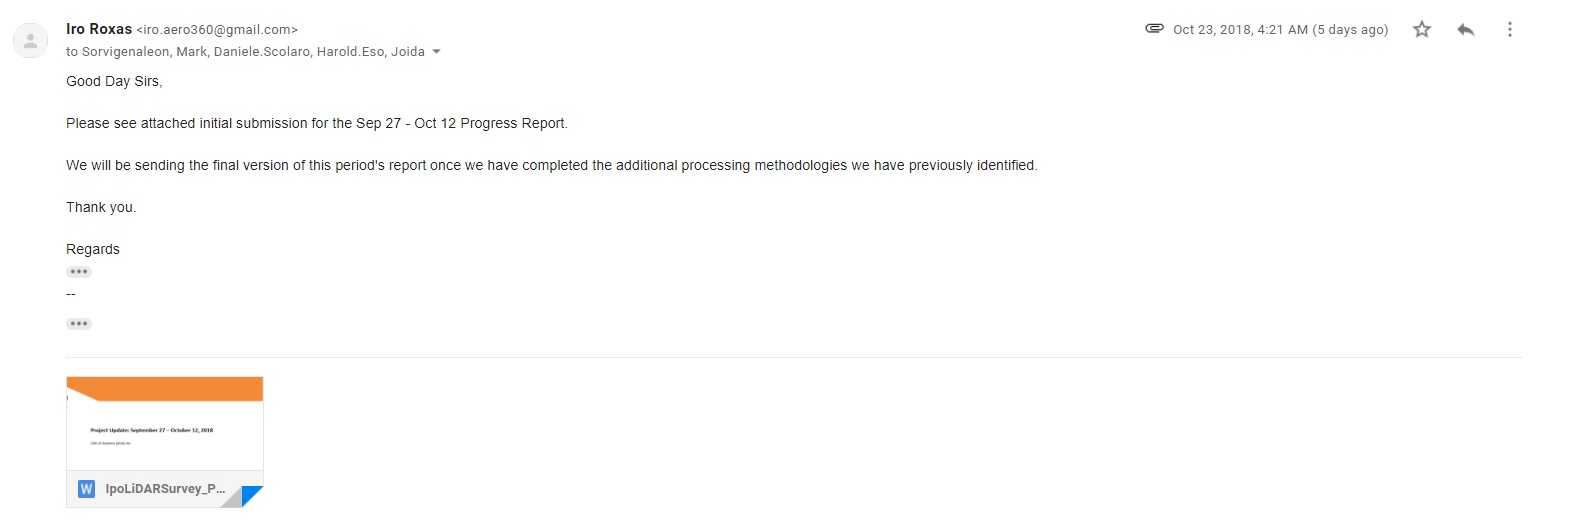 Iro Roxas <iro.aero360@gmail.com>
Oct 23, 2018, 4:21 AM (5 days ago)
to Sorvigenaleon, Mark, Daniele.Scolaro, Harold.Eso, Joida
Good Day Sirs,
Please see attached initial submission for the Sep 27 - Oct 12 Progress Report.
We will be sending the final version of this period's report once we have completed the additional processing methodologies we have previously identified.
Thank you.
Regards
--
Project Update: September 27 – October 12, 2018
W IpoLiDARSurvey_P...